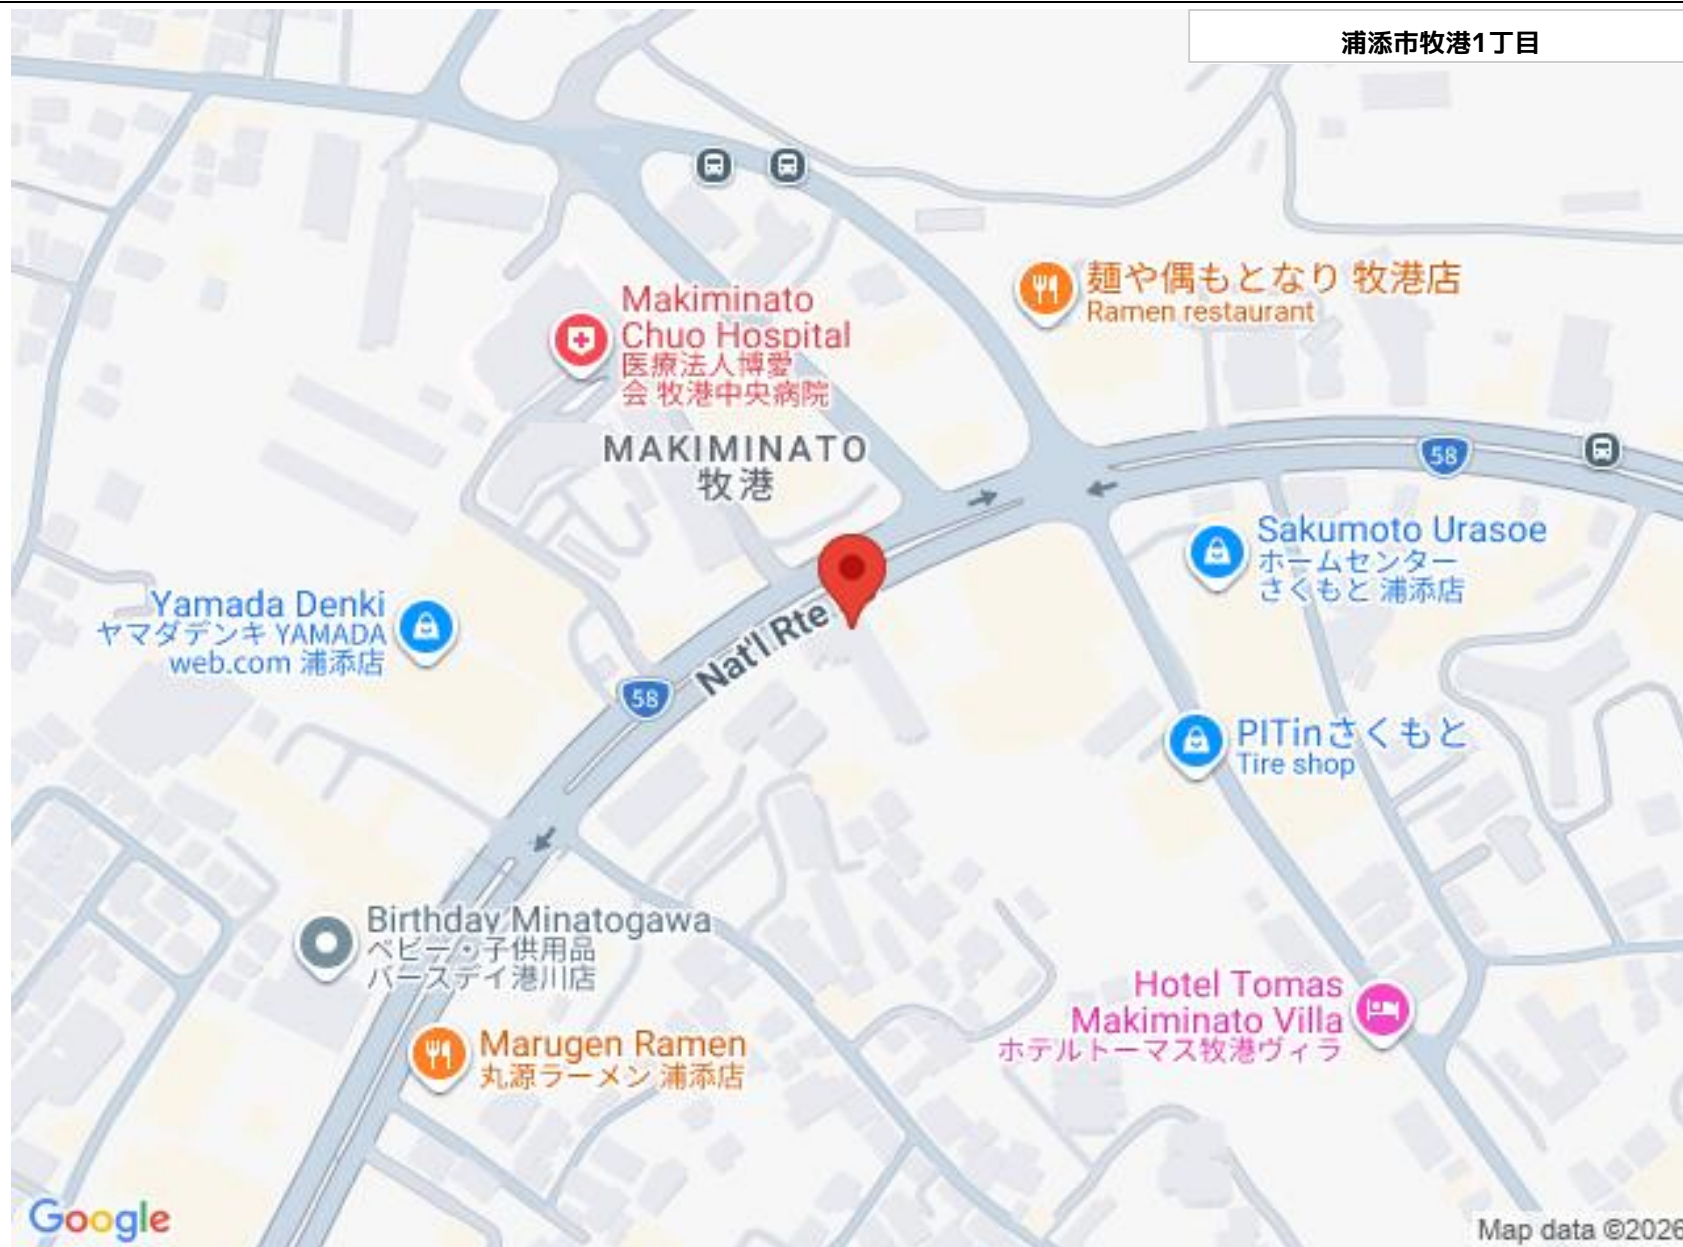 浦添市牧港1丁目
麺や偶もとなり 牧港店
Ramen restaurant
Makiminato
Chuo Hospital
医療法人博愛
会 牧港中央病院
MAKIMINATO
牧港
58
Sakumoto Urasoe
ホームセンター
さくもと 浦添店
Yamada Denki
ヤマダデンキ YAMADA
web.com 浦添店
Nat'l Rte
58
PITinさくもと
Tire shop
Birthday Minatogawa
ベビー・子供用品
バースデイ港川店
Hotel Tomas
Makiminato Villa
ホテルトーマス牧港ヴィラ
Marugen Ramen
丸源ラーメン 浦添店
Google
Map data ©2026